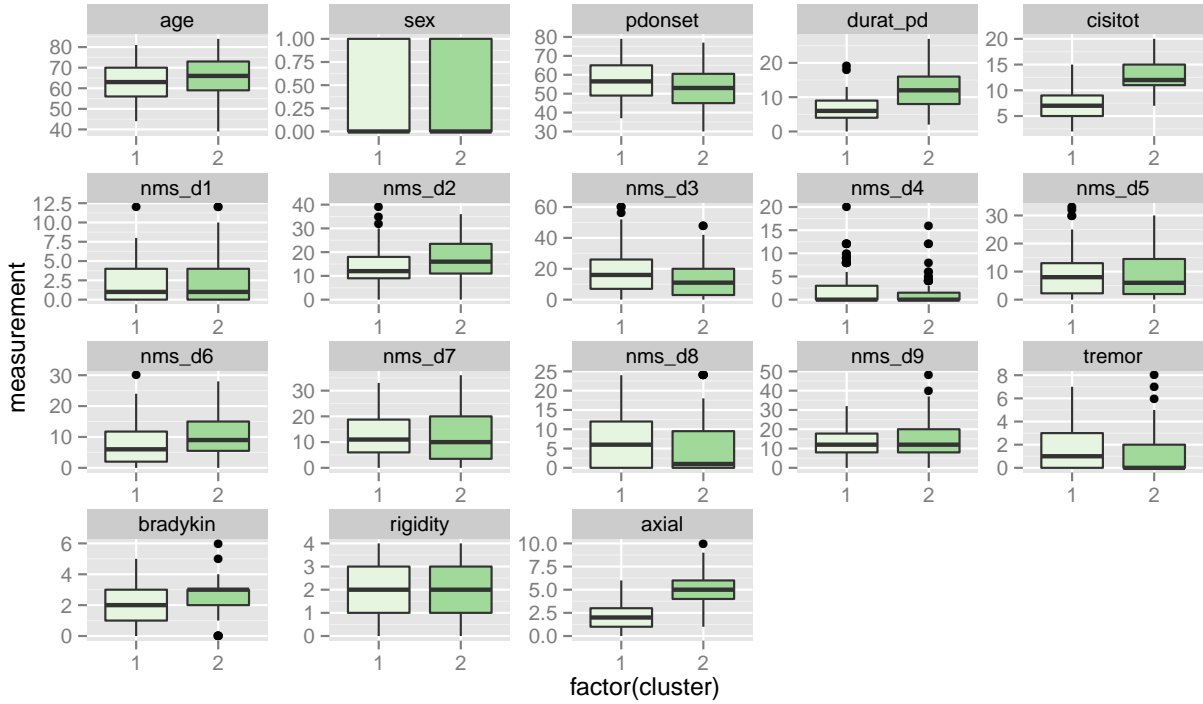 age sex pdonset durat_pd cisitot
80 70 60 50 40
1.00 0.75 0.50 0.25 0.00
80 70 60 50 40 30
20 10 0
20 15 10 5
1 2 1 2 1 2 1 2 1 2
nms_d1 nms_d2 nms_d3 nms_d4 nms_d5
12.5 10.0 7.5 5.0 2.5 0.0
40 30 20 10 0
60 40 20 0
20 15 10 5 0
30 20 10 0
1 2 1 2 1 2 1 2 1 2
measurement
nms_d6 nms_d7 nms_d8 nms_d9 tremor
30 20 10 0
30 20 10 0
25 20 15 10 5 0
50 40 30 20 10 0
8 6 4 2 0
1 2 1 2 1 2 1 2 1 2
bradykin rigidity axial
6 4 2 0
4 3 2 1 0
10.0 7.5 5.0 2.5 0.0
1 2 1 2 1 2
factor(cluster)